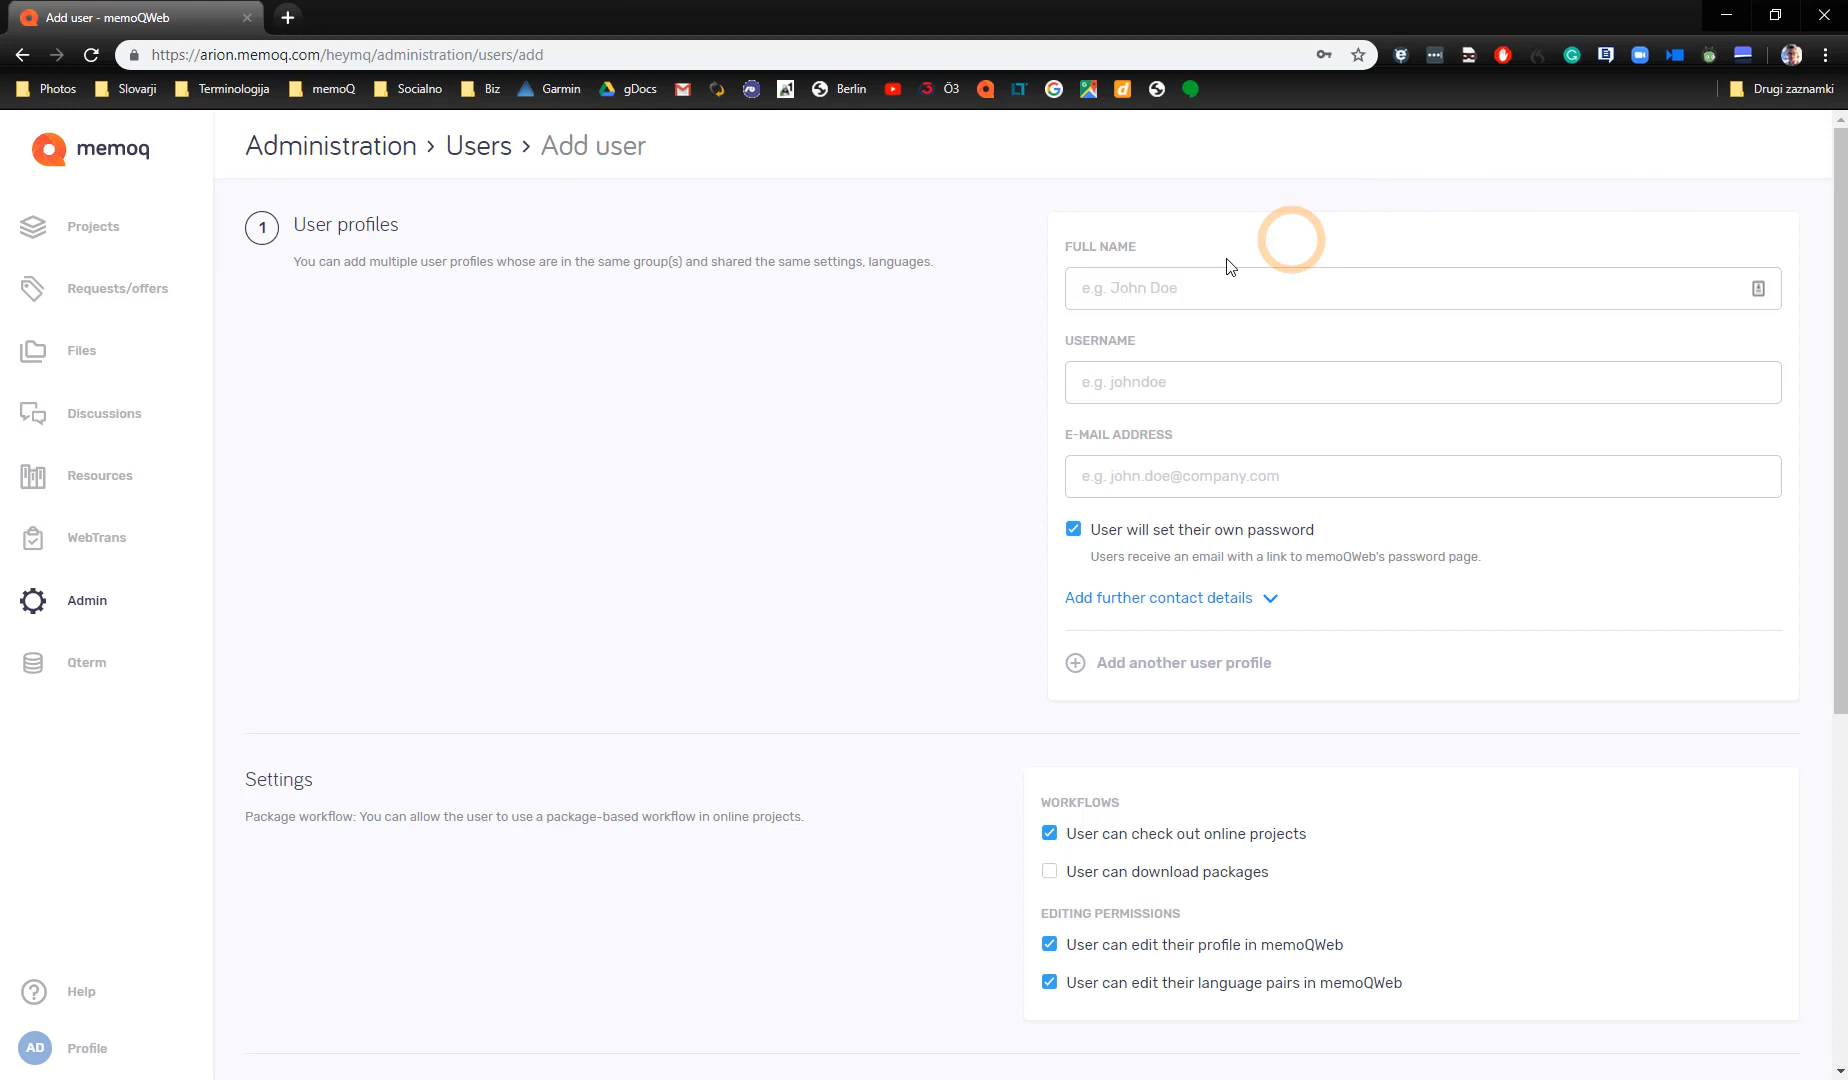 Add user - memoQWeb
https://arion.memoq.com/heymq/administration/users/add
Photos
Slovarji
Terminologija
memoQ
Socialno
Biz
Garmin
gDocs
Berlin
Ö3
LT
Drugi zaznamki
memoq
Administration › Users › Add user
Projects
Requests/offers
Files
Discussions
Resources
WebTrans
Admin
Qterm
Help
AD
Profile
1
User profiles
You can add multiple user profiles whose are in the same group(s) and shared the same settings, languages.
FULL NAME
e.g. John Doe
USERNAME
e.g. johndoe
E-MAIL ADDRESS
e.g. john.doe@company.com
User will set their own password
Users receive an email with a link to memoQWeb's password page.
Add further contact details
Add another user profile
Settings
Package workflow: You can allow the user to use a package-based workflow in online projects.
WORKFLOWS
User can check out online projects
User can download packages
EDITING PERMISSIONS
User can edit their profile in memoQWeb
User can edit their language pairs in memoQWeb